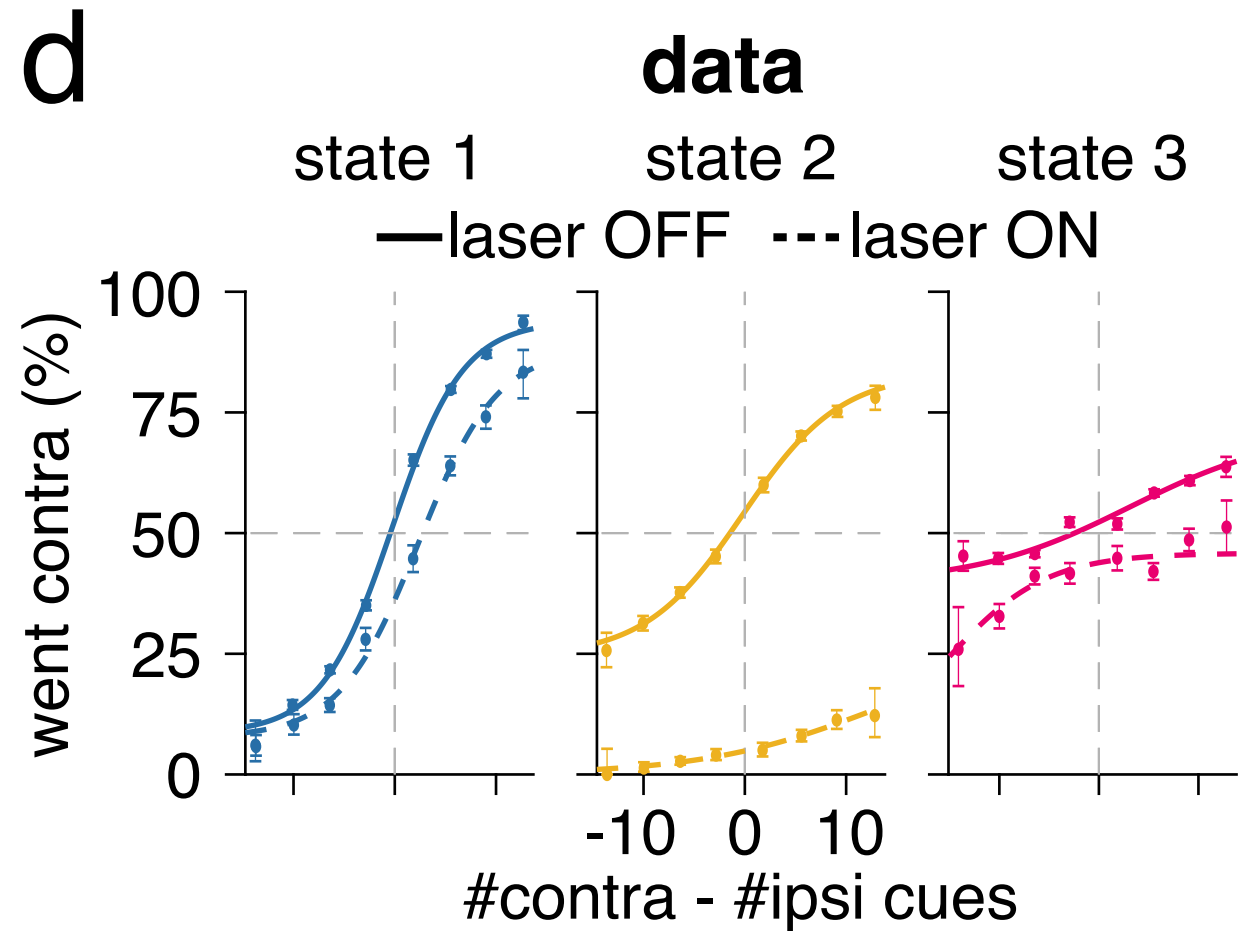 d
data
state 1 state 2 state 3
laser OFF laser ON
went contra (%)
100
75
50
25
0
-10 0 10
#contra - #ipsi cues